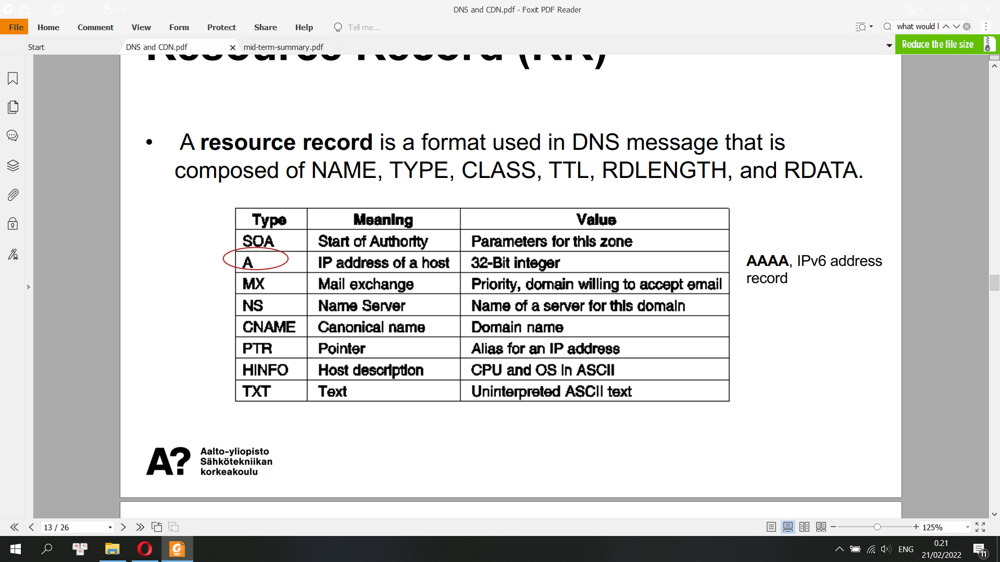 DNS and CDN.pdf - Foxit PDF Reader
File Home Comment View Form Protect Share Help Tell me... what would l
Start DNS and CDN.pdf mid-term-summary.pdf Reduce the file size
Resource Record (RR)
• A resource record is a format used in DNS message that is
composed of NAME, TYPE, CLASS, TTL, RDLENGTH, and RDATA.
Type Meaning Value
SOA Start of Authority Parameters for this zone
A IP address of a host 32-Bit integer
MX Mail exchange Priority, domain willing to accept email
NS Name Server Name of a server for this domain
CNAME Canonical name Domain name
PTR Pointer Alias for an IP address
HINFO Host description CPU and OS in ASCII
TXT Text Uninterpreted ASCII text
AAAA, IPv6 address
record
A?
Aalto-yliopisto
Sähkötekniikan
korkeakoulu
13 / 26 125%
ENG 0.21
21/02/2022 11